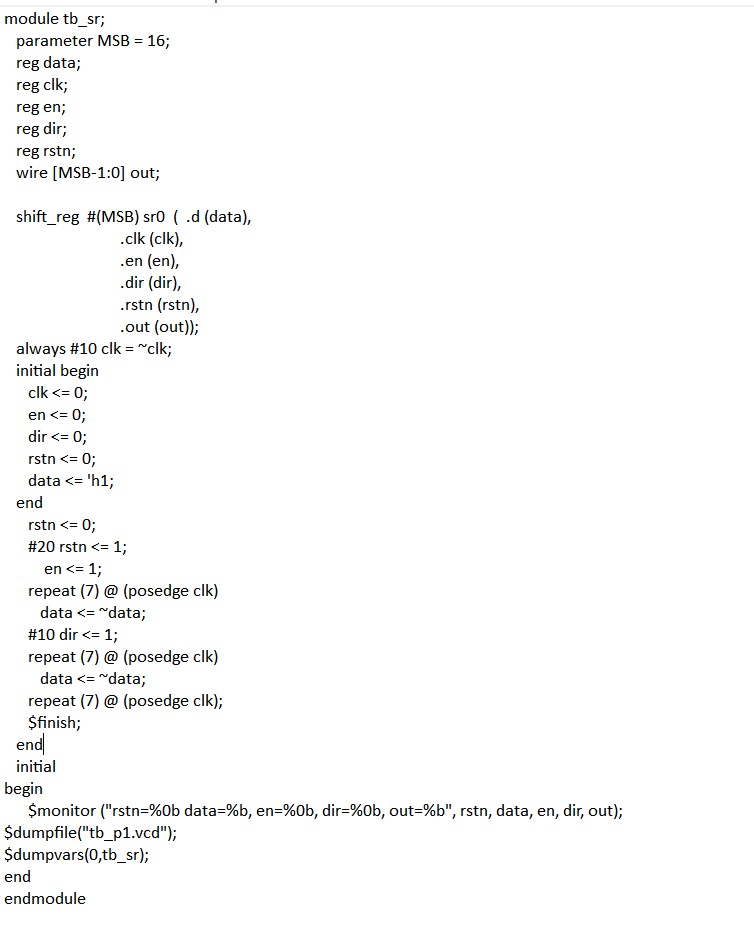 module tb_sr;
parameter MSB = 16;
reg data;
reg clk;
reg en;
reg dir;
reg rstn;
wire [MSB-1:0] out;
shift_reg #(MSB) sr0 ( .d (data),
.clk (clk),
.en (en),
.dir (dir),
.rstn (rstn),
.out (out));
always #10 clk = ~clk;
initial begin
clk <= 0;
en <= 0;
dir <= 0;
rstn <= 0;
data <= 'h1;
end
rstn <= 0;
#20 rstn <= 1;
en <= 1;
repeat (7) @ (posedge clk)
data <= ~data;
#10 dir <= 1;
repeat (7) @ (posedge clk)
data <= ~data;
repeat (7) @ (posedge clk);
$finish;
end
initial
begin
$monitor ("rstn=%0b data=%b, en=%0b, dir=%0b, out=%b", rstn, data, en, dir, out);
$dumpfile("tb_p1.vcd");
$dumpvars(0,tb_sr);
end
endmodule